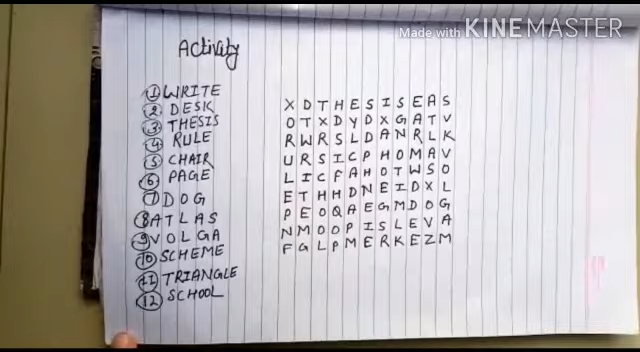 Made with KINEMASTER
Activity
1 WRITE
2 DESK
3 THESIS
4 RULE
5 CHAIR
6 PAGE
7 DOG
8 ATLAS
9 VOLGA
10 SCHEME
11 TRIANGLE
12 SCHOOL
X D T H E S I S E A S
O T X D Y D X G A T V
R W R S L D A N R L K
U R S I C P H O M A V
L I C F A H O T W S O
E T H H D N E I D X L
P E O Q A E G M D O G
N M O O P I S L E V A
F G L P M E R K E Z M